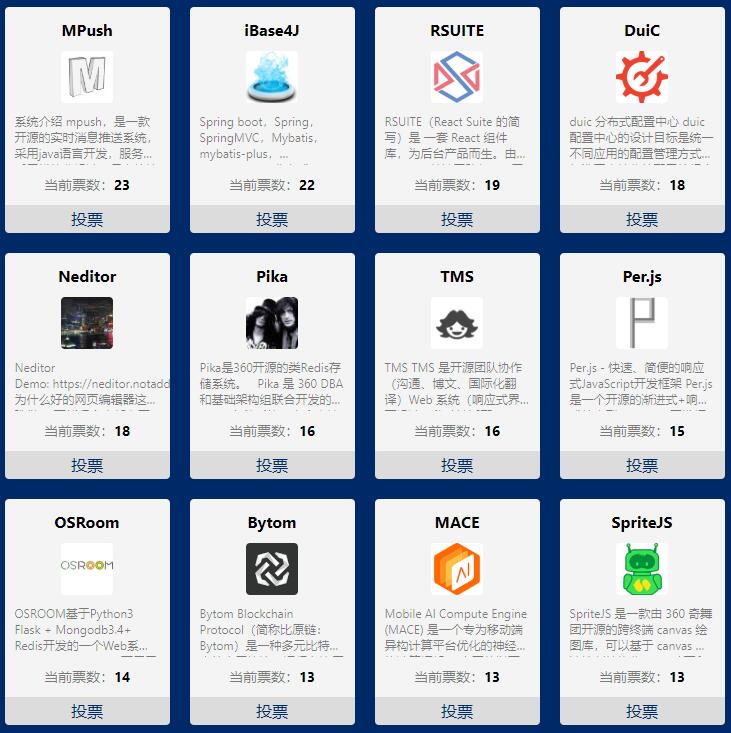 MPush
系统介绍 mpush，是一款
开源的实时消息推送系统，
采用java语言开发，服务...
当前票数：23
投票
iBase4J
Spring boot，Spring，
SpringMVC，Mybatis，
mybatis-plus，...
当前票数：22
投票
RSUITE
RSUITE（React Suite 的简
写）是 一套 React 组件
库，为后台产品而生。由...
当前票数：19
投票
DuiC
duic 分布式配置中心 duic
配置中心的设计目标是统一
不同应用的配置管理方式...
当前票数：18
投票
Neditor
Neditor
Demo: https://neditor.notadd
为什么好的网页编辑器这...
当前票数：18
投票
Pika
Pika是360开源的类Redis存
储系统。 Pika 是 360 DBA
和基础架构组联合开发的...
当前票数：16
投票
TMS
TMS TMS 是开源团队协作
（沟通、博文、国际化翻
译）Web 系统（响应式界...
当前票数：16
投票
Per.js
Per.js - 快速、简便的响应
式JavaScript开发框架 Per.js
是一个开源的渐进式+响...
当前票数：15
投票
OSRoom
OSROOM
OSROOM基于Python3
Flask + Mongodb3.4+
Redis开发的一个Web系...
当前票数：14
投票
Bytom
Bytom Blockchain
Protocol（简称比原链：
Bytom）是一种多元比特...
当前票数：13
投票
MACE
AI
Mobile AI Compute Engine
(MACE) 是一个专为移动端
异构计算平台优化的神经...
当前票数：13
投票
SpriteJS
SpriteJS 是一款由 360 奇舞
团开源的跨终端 canvas 绘
图库，可以基于 canvas ...
当前票数：13
投票